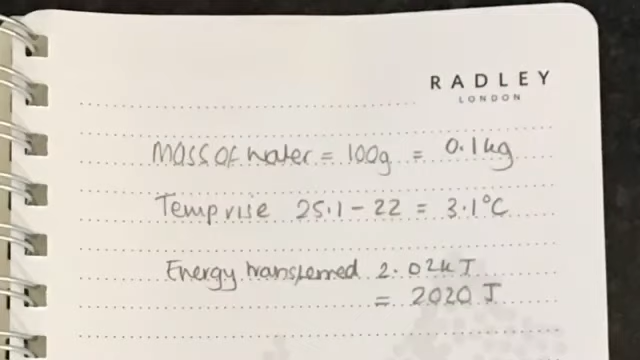 RADLEY
LONDON
Mass of water = 100g = 0.1kg
Temp rise 25.1 - 22 = 3.1°C
Energy transferred 2.02kJ
= 2020 J